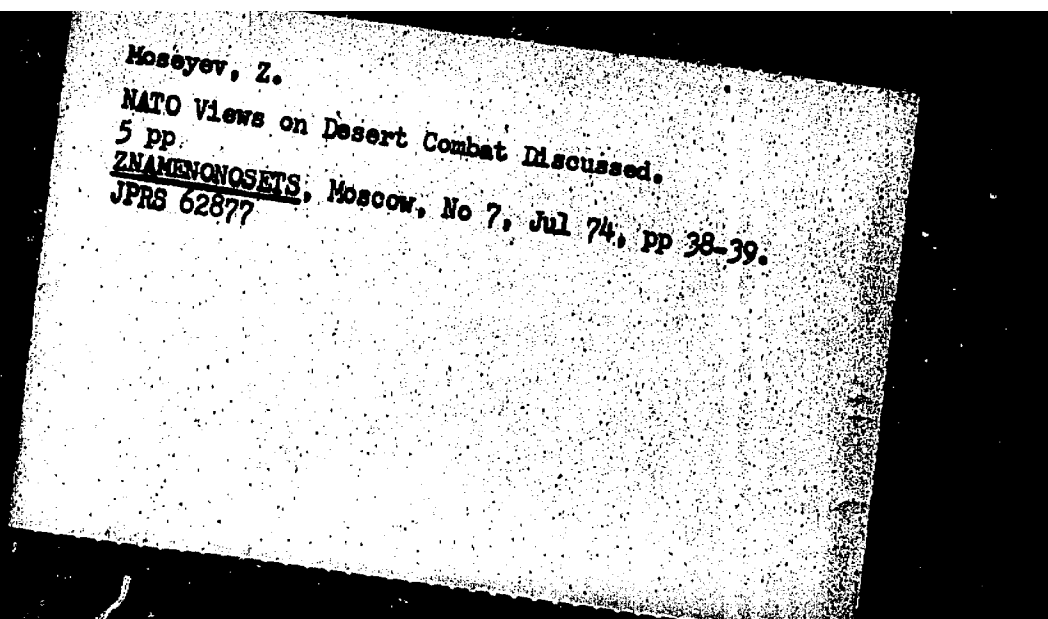 Moseyev, Z.
NATO Views on Desert Combat Discussed.
5 pp
ZNAMENONOSETS, Moscow, No 7, Jul 74, pp 38-39.
JPRS 62877